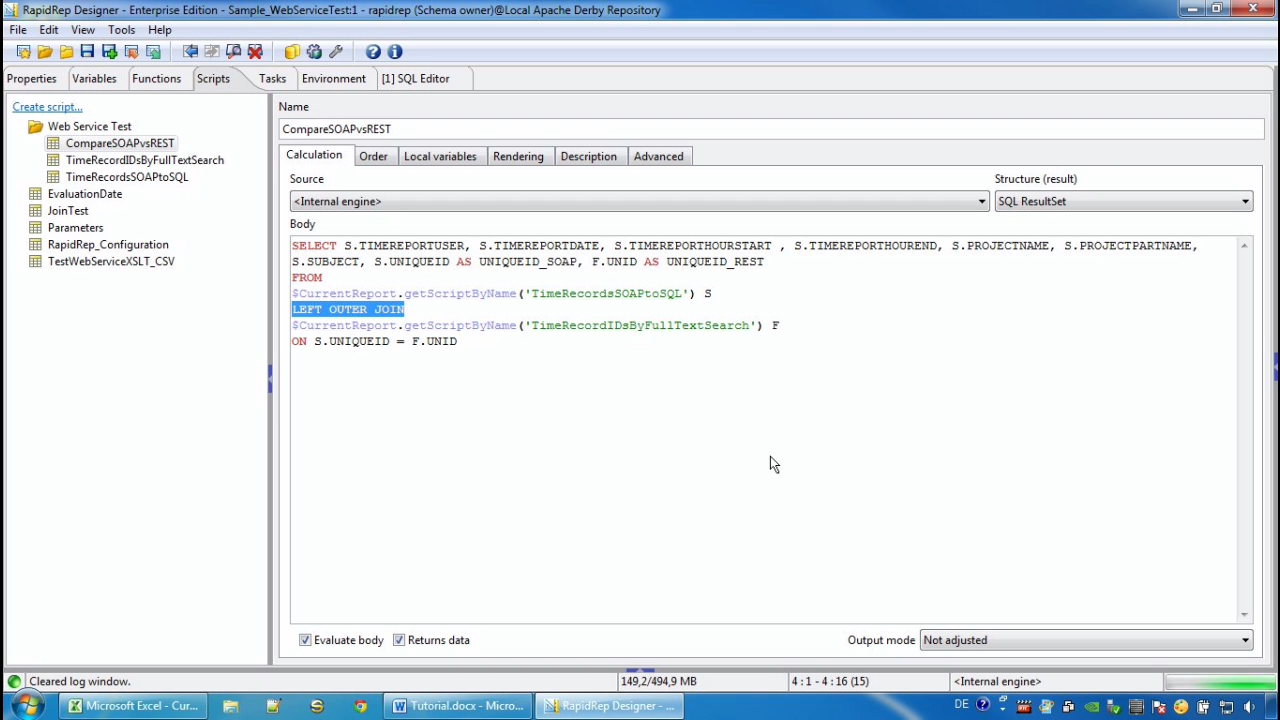 RapidRep Designer - Enterprise Edition - Sample_WebServiceTest:1 - rapidrep (Schema owner)@Local Apache Derby Repository
File Edit View Tools Help
Properties Variables Functions Scripts Tasks Environment [1] SQL Editor
Create script...
Web Service Test
CompareSOAPvsREST
TimeRecordIDsByFullTextSearch
TimeRecordsSOAPtoSQL
EvaluationDate
JoinTest
Parameters
RapidRep_Configuration
TestWebServiceXSLT_CSV
Name
CompareSOAPvsREST
Calculation Order Local variables Rendering Description Advanced
Source Structure (result)
<Internal engine> SQL ResultSet
Body
SELECT S.TIMEREPORTUSER, S.TIMEREPORTDATE, S.TIMEREPORTHOURSTART , S.TIMEREPORTHOUREND, S.PROJECTNAME, S.PROJECTPARTNAME,
S.SUBJECT, S.UNIQUEID AS UNIQUEID_SOAP, F.UNID AS UNIQUEID_REST
FROM
$CurrentReport.getScriptByName('TimeRecordsSOAPtoSQL') S
LEFT OUTER JOIN
$CurrentReport.getScriptByName('TimeRecordIDsByFullTextSearch') F
ON S.UNIQUEID = F.UNID
Evaluate body Returns data Output mode Not adjusted
Cleared log window. 149,2/494,9 MB 4 : 1 - 4 : 16 (15) <Internal engine>
Microsoft Excel - Cur... Tutorial.docx - Micro... RapidRep Designer - ... DE